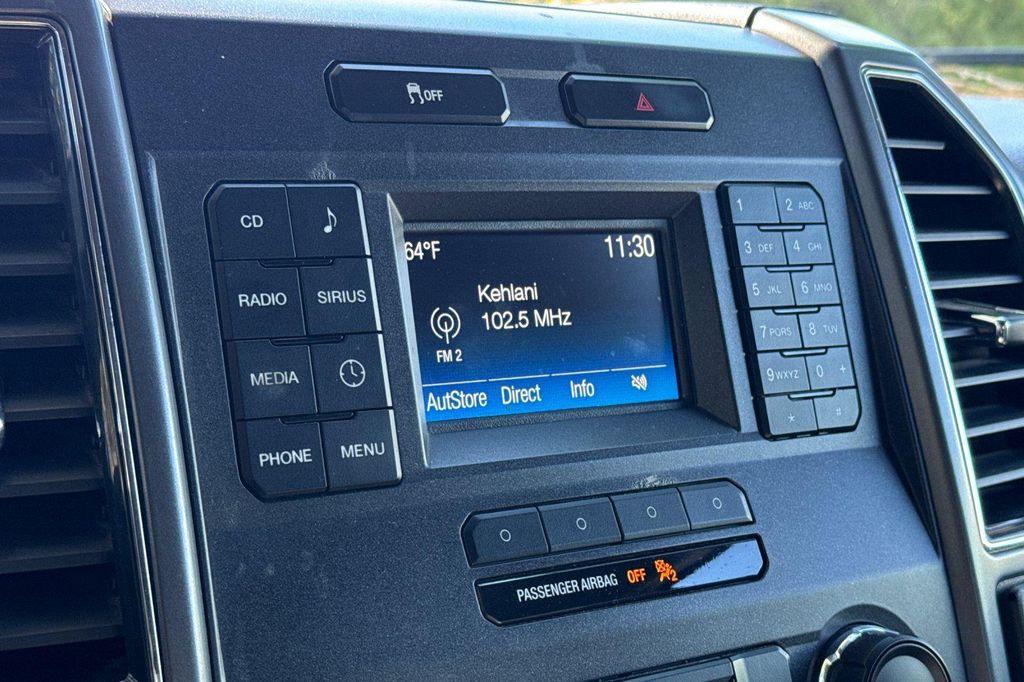 OFF
CD
RADIO SIRIUS
MEDIA
PHONE MENU
64°F 11:30
Kehlani
102.5 MHz
FM 2
AutStore Direct Info
1 2 ABC
3 DEF 4 GHI
5 JKL 6 MNO
7 PQRS 8 TUV
9 WXYZ 0 +
* #
PASSENGER AIRBAG OFF 2